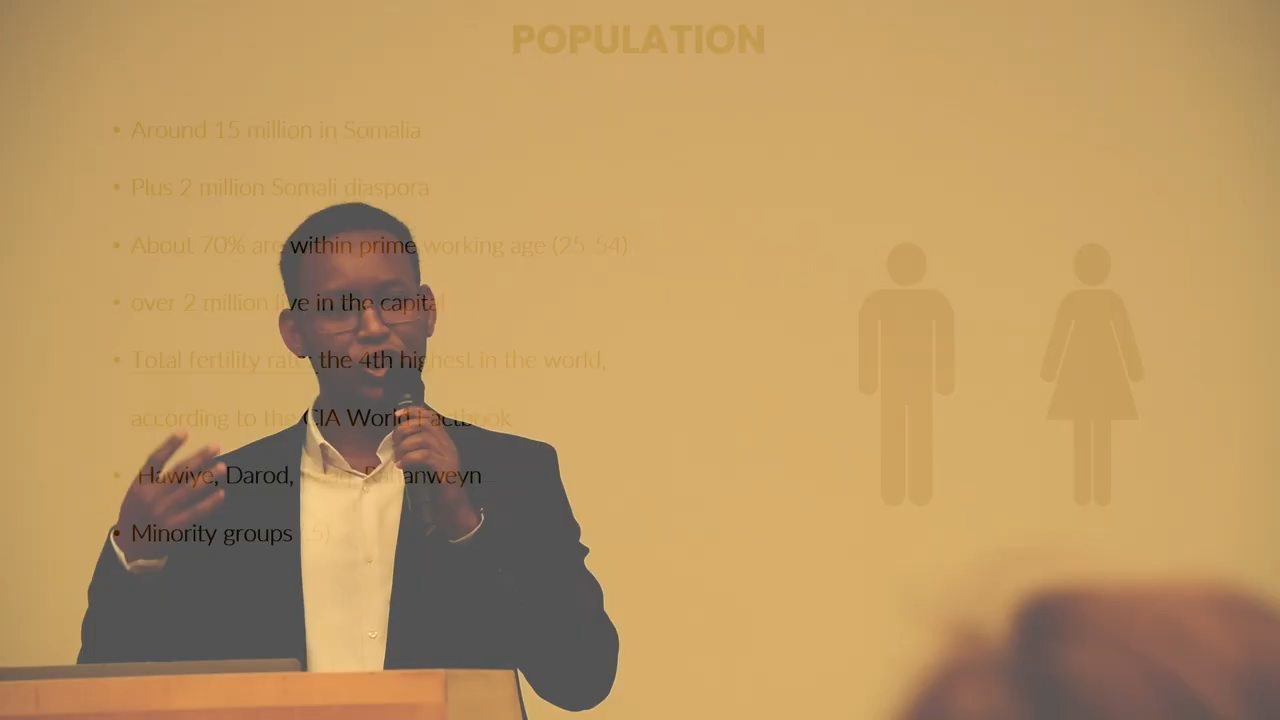 POPULATION
• Around 15 million in Somalia
• Plus 2 million Somali diaspora
• About 70% are within prime working age (25-54)
• over 2 million live in the capital
• Total fertility rate: the 4th highest in the world,
according to the CIA World Factbook
• Hawiye, Darod, Rahanweyn
• Minority groups (.5)